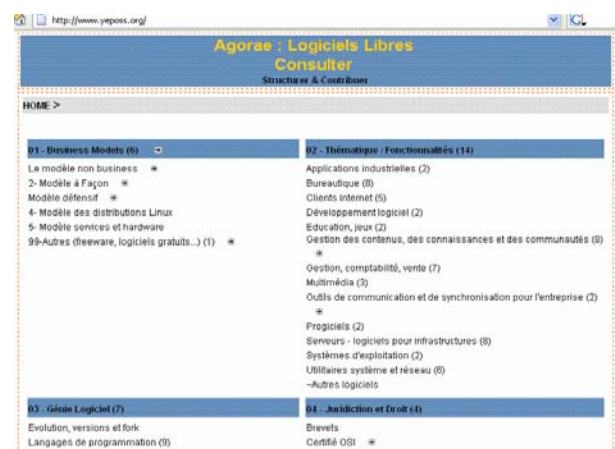 http://www.yeposs.org/
Agorae : Logiciels Libres
Consulter
Structurer & Contribuer
HOME >
01 - Business Models (6)
Le modèle non business
2- Modèle à Façon
Modèle défensif
4- Modèle des distributions Linux
5- Modèle services et hardware
99-Autres (freeware, logiciels gratuits...) (1)
02 - Thématique / Fonctionnalités (14)
Applications industrielles (2)
Bureautique (8)
Clients Internet (5)
Développement logiciel (2)
Education, jeux (2)
Gestion des contenus, des connaissances et des communautés (8)
Gestion, comptabilité, vente (7)
Multimédia (3)
Outils de communication et de synchronisation pour l'entreprise (2)
Progiciels (2)
Serveurs - logiciels pour infrastructures (8)
Systèmes d'exploitation (2)
Utilitaires système et réseau (6)
~Autres logiciels
03 - Génie Logiciel (7)
Evolution, versions et fork
Langages de programmation (9)
04 - Juridiction et Droit (4)
Brevets
Certifié OSI